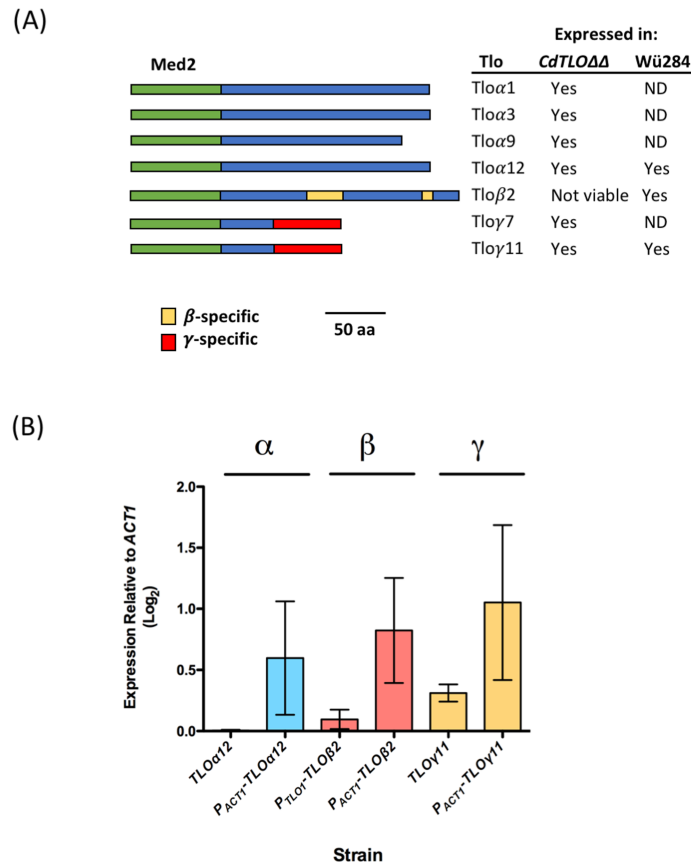 (A)
Expressed in:
Med2 Tlo CdTLOΔΔ Wü284
Tloα1 Yes ND
Tloα3 Yes ND
Tloα9 Yes ND
Tloα12 Yes Yes
Tloβ2 Not viable Yes
Tloγ7 Yes ND
Tloγ11 Yes Yes
β-specific
γ-specific
50 aa
(B)
α β γ
Expression Relative to ACT1
(Log2)
2.0
1.5
1.0
0.5
0.0
TLOα12
PACT1-TLOα12
PTLO1-TLOβ2
PACT1-TLOβ2
TLOγ11
PACT1-TLOγ11
Strain